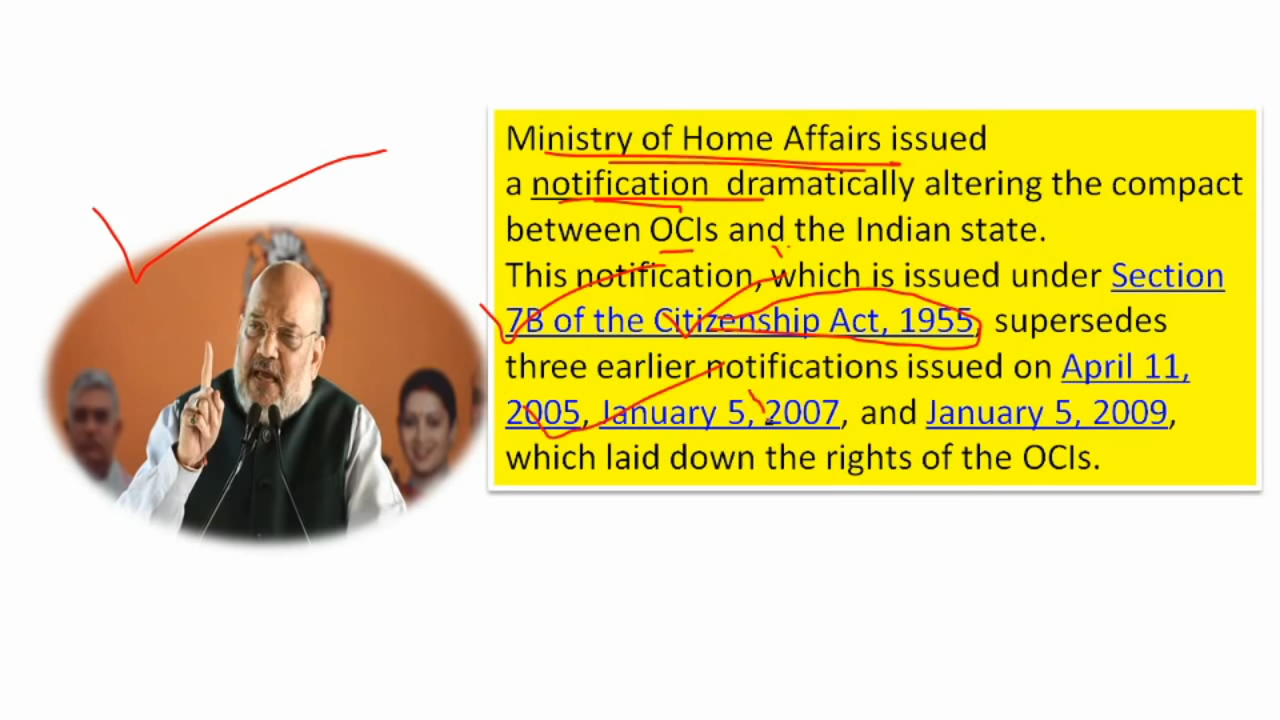 Ministry of Home Affairs issued
a notification dramatically altering the compact
between OCIs and the Indian state.
This notification, which is issued under Section
7B of the Citizenship Act, 1955, supersedes
three earlier notifications issued on April 11,
2005, January 5, 2007, and January 5, 2009,
which laid down the rights of the OCIs.